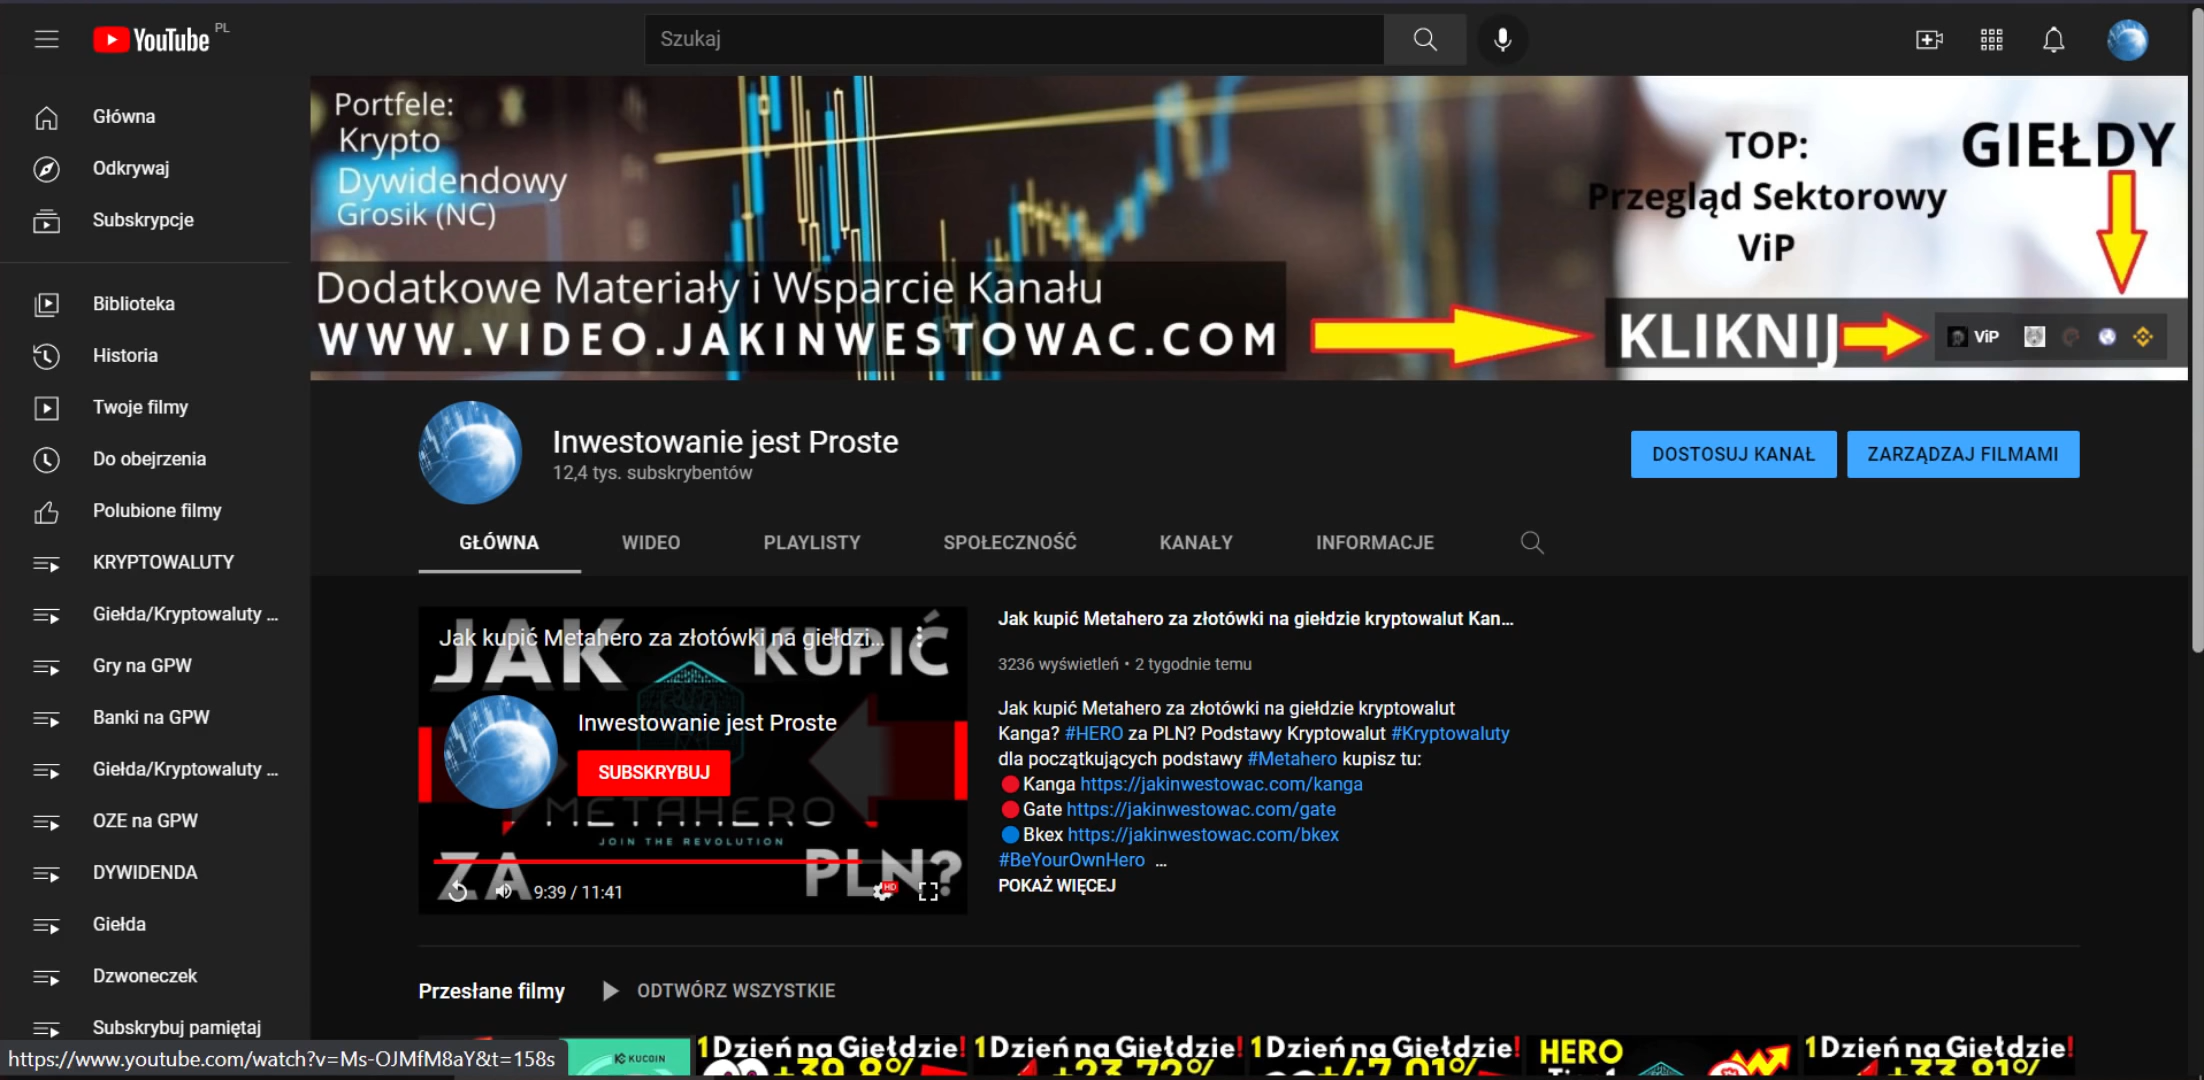 YouTube PL
Szukaj
Główna
Odkrywaj
Subskrypcje
Biblioteka
Historia
Twoje filmy
Do obejrzenia
Polubione filmy
KRYPTOWALUTY
Giełda/Kryptowaluty ...
Gry na GPW
Banki na GPW
Giełda/Kryptowaluty ...
OZE na GPW
DYWIDENDA
Giełda
Dzwoneczek
Subskrybuj pamiętaj
https://www.youtube.com/watch?v=Ms-OJMfM8aY&t=158s
Portfele:
Krypto
Dywidendowy
Grosik (NC)
Dodatkowe Materiały i Wsparcie Kanału
WWW.VIDEO.JAKINWESTOWAC.COM
TOP:
Przegląd Sektorowy
ViP
GIEŁDY
KLIKNIJ
ViP
Inwestowanie jest Proste
12,4 tys. subskrybentów
DOSTOSUJ KANAŁ
ZARZĄDZAJ FILMAMI
GŁÓWNA
WIDEO
PLAYLISTY
SPOŁECZNOŚĆ
KANAŁY
INFORMACJE
JAK KUPIĆ
Jak kupić Metahero za złotówki na giełdzi...
Inwestowanie jest Proste
SUBSKRYBUJ
METAHERO
JOIN THE REVOLUTION
ZA PLN?
9:39 / 11:41
HD
Jak kupić Metahero za złotówki na giełdzie kryptowalut Kan...
3236 wyświetleń • 2 tygodnie temu
Jak kupić Metahero za złotówki na giełdzie kryptowalut
Kanga? #HERO za PLN? Podstawy Kryptowalut #Kryptowaluty
dla początkujących podstawy #Metahero kupisz tu:
🔴Kanga https://jakinwestowac.com/kanga
🔴Gate https://jakinwestowac.com/gate
🔵Bkex https://jakinwestowac.com/bkex
#BeYourOwnHero ...
POKAŻ WIĘCEJ
Przesłane filmy
ODTWÓRZ WSZYSTKIE
KUCOIN
1Dzień na Giełdzie!
+39,8%
1Dzień na Giełdzie!
+23,72%
1Dzień na Giełdzie!
+47,01%
HERO
1Dzień na Giełdzie!
+33,81%